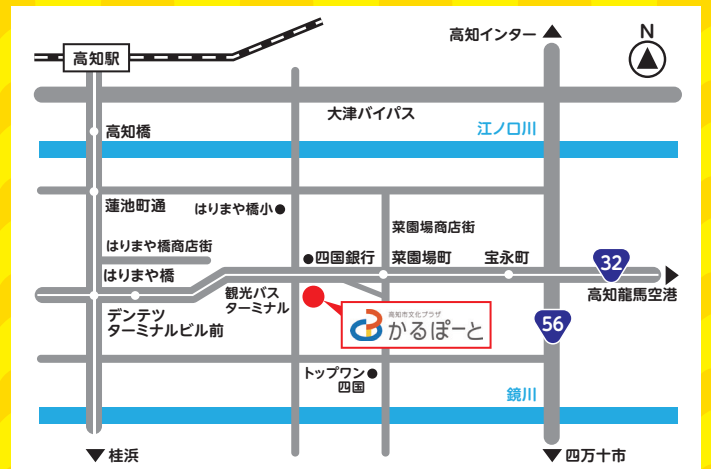 高知インター
N
高知駅
大津バイパス
高知橋
江ノ口川
蓮池町通
はりまや橋小
菜園場商店街
はりまや橋商店街
四国銀行
菜園場町
宝永町
32
はりまや橋
観光バス
ターミナル
高知龍馬空港
デンテツ
ターミナルビル前
高知市文化プラザ
かるぽーと
56
トップワン
四国
鏡川
桂浜
四万十市